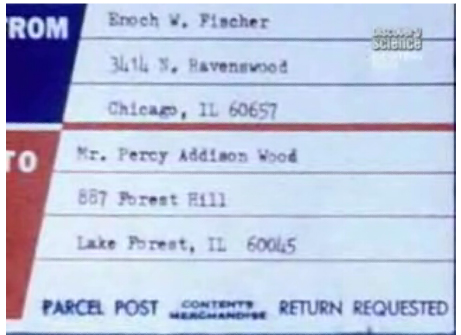 FROM
Enoch W. Fischer
discovery
SCIENCE
3414 N. Ravenswood
Chicago, IL 60657
TO
Mr. Percy Addison Wood
887 Forest Hill
Lake Forest, IL 60045
PARCEL POST CONTENTS MERCHANDISE RETURN REQUESTED